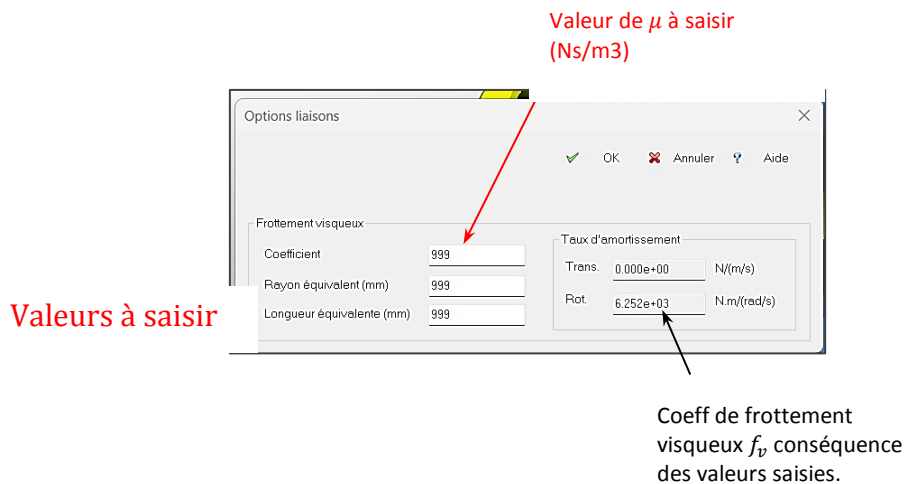 Valeur de μ à saisir
(Ns/m3)
Options liaisons
OK Annuler Aide
Frottement visqueux
Coefficient 999
Rayon équivalent (mm) 999
Longueur équivalente (mm) 999
Taux d'amortissement
Trans. 0.000e+00 N/(m/s)
Rot. 6.252e+03 N.m/(rad/s)
Valeurs à saisir
Coeff de frottement
visqueux fᵥ conséquence
des valeurs saisies.